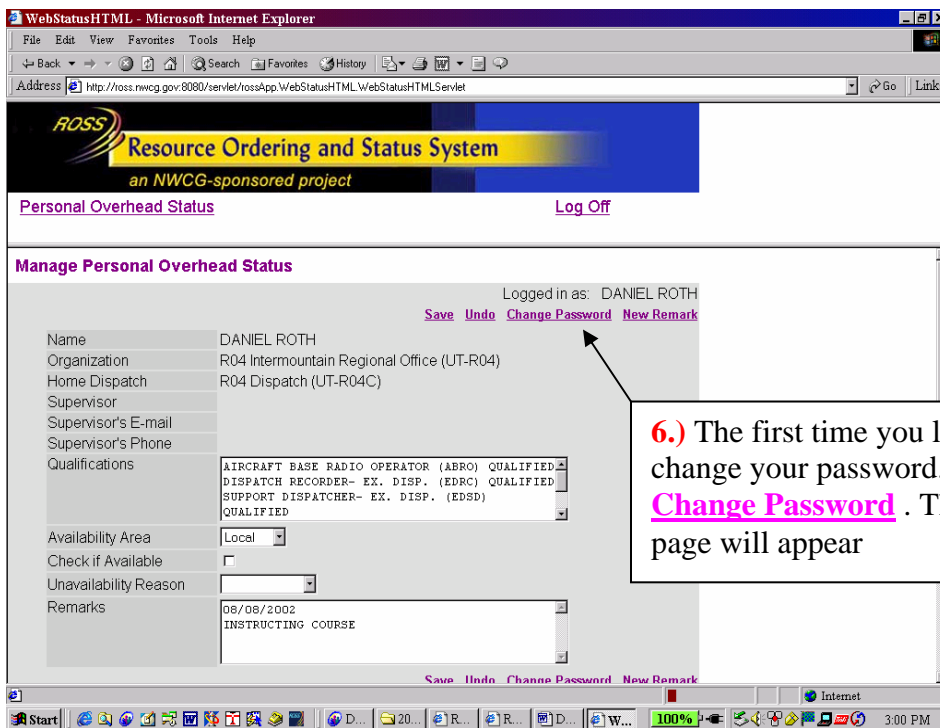 WebStatusHTML - Microsoft Internet Explorer
File Edit View Favorites Tools Help
Back Search Favorites History
Address http://ross.nwcg.gov:8080/servlet/rossApp.WebStatusHTML.WebStatusHTMLServlet Go Link
ROSS
Resource Ordering and Status System
an NWCG-sponsored project
Personal Overhead Status Log Off
Manage Personal Overhead Status
Logged in as: DANIEL ROTH
Save Undo Change Password New Remark
Name DANIEL ROTH
Organization R04 Intermountain Regional Office (UT-R04)
Home Dispatch R04 Dispatch (UT-R04C)
Supervisor
Supervisor's E-mail
Supervisor's Phone
Qualifications
AIRCRAFT BASE RADIO OPERATOR (ABRO) QUALIFIED
DISPATCH RECORDER- EX. DISP. (EDRC) QUALIFIED
SUPPORT DISPATCHER- EX. DISP. (EDSD)
QUALIFIED
Availability Area Local
Check if Available
Unavailability Reason
Remarks
08/08/2002
INSTRUCTING COURSE
Save Undo Change Password New Remark
6.) The first time you l
change your password.
Change Password . T
page will appear
Internet
Start D... 20... R... R... D... W... 100% 3:00 PM